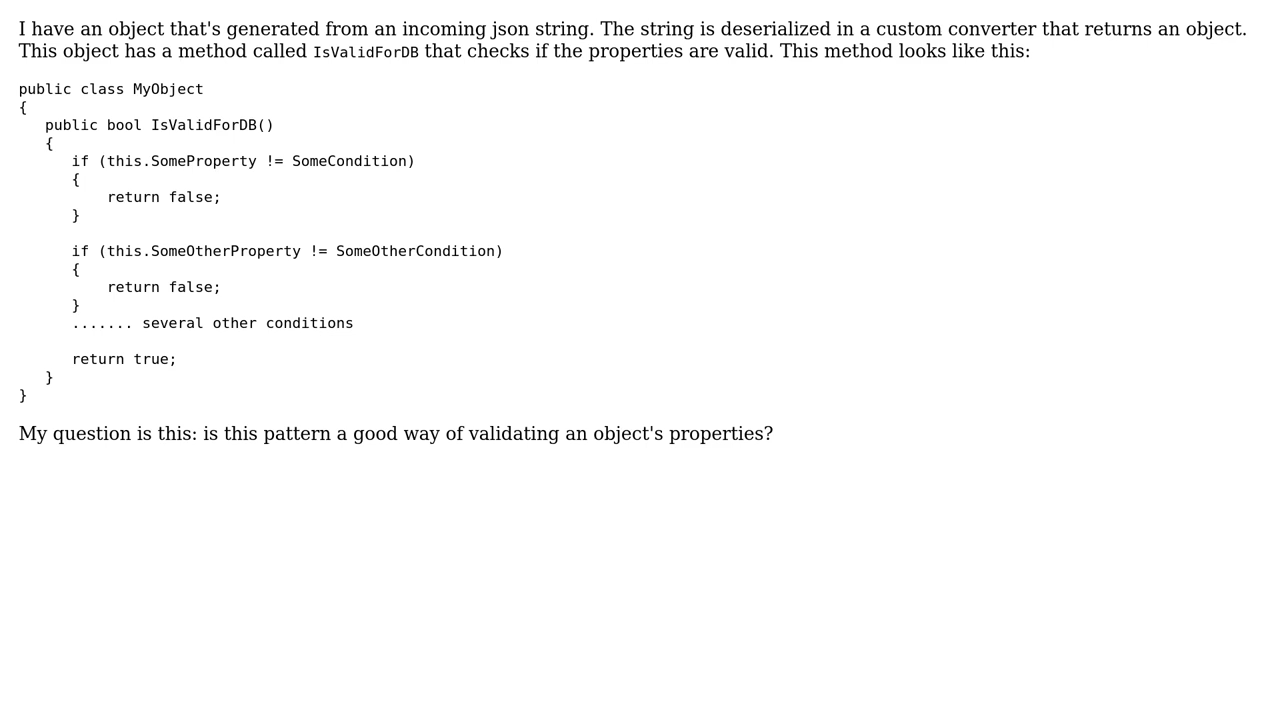 I have an object that's generated from an incoming json string. The string is deserialized in a custom converter that returns an object.
This object has a method called IsValidForDB that checks if the properties are valid. This method looks like this:
public class MyObject
{
   public bool IsValidForDB()
   {
      if (this.SomeProperty != SomeCondition)
      {
          return false;
      }

      if (this.SomeOtherProperty != SomeOtherCondition)
      {
          return false;
      }
      ....... several other conditions

      return true;
   }
}
My question is this: is this pattern a good way of validating an object's properties?